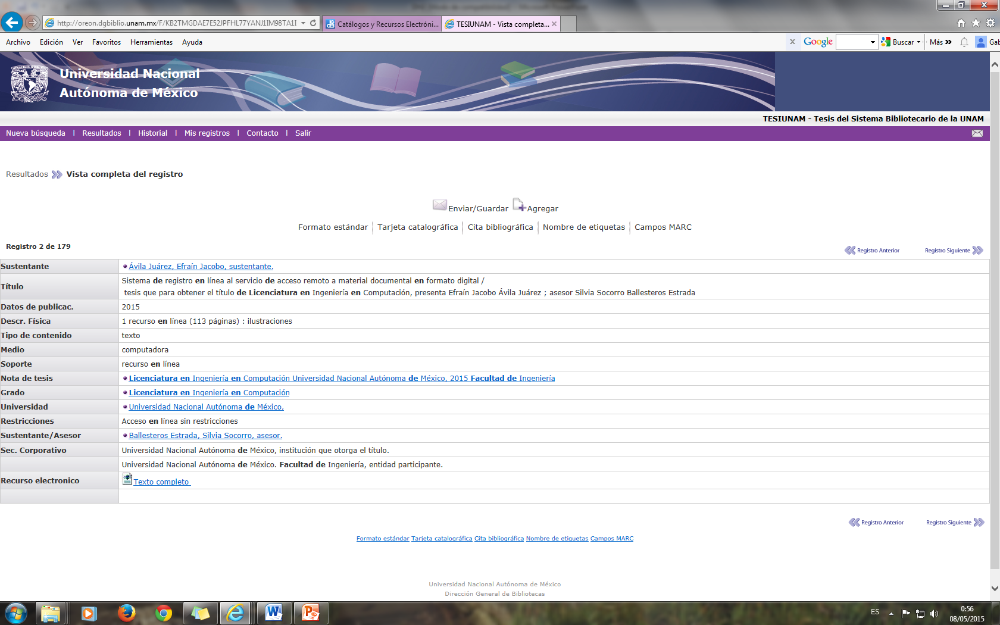 http://oreon.dgbiblio.unam.mx/F/KB2TMGDAE7E52JPFHL77YANJ1IM98TA1I
Catálogos y Recursos Electróni...
TESIUNAM - Vista completa...
Archivo Edición Ver Favoritos Herramientas Ayuda
x Google Buscar Más Gab
Universidad Nacional
Autónoma de México
TESIUNAM - Tesis del Sistema Bibliotecario de la UNAM
Nueva búsqueda | Resultados | Historial | Mis registros | Contacto | Salir
Resultados Vista completa del registro
Enviar/Guardar Agregar
Formato estándar Tarjeta catalográfica Cita bibliográfica Nombre de etiquetas Campos MARC
Registro 2 de 179
Registro Anterior Registro Siguiente
Sustentante Ávila Juárez, Efraín Jacobo, sustentante.
Título Sistema de registro en línea al servicio de acceso remoto a material documental en formato digital /
tesis que para obtener el título de Licenciatura en Ingeniería en Computación, presenta Efraín Jacobo Ávila Juárez ; asesor Silvia Socorro Ballesteros Estrada
Datos de publicac. 2015
Descr. Física 1 recurso en línea (113 páginas) : ilustraciones
Tipo de contenido texto
Medio computadora
Soporte recurso en línea
Nota de tesis Licenciatura en Ingeniería en Computación Universidad Nacional Autónoma de México, 2015 Facultad de Ingeniería
Grado Licenciatura en Ingeniería en Computación
Universidad Universidad Nacional Autónoma de México,
Restricciones Acceso en línea sin restricciones
Sustentante/Asesor Ballesteros Estrada, Silvia Socorro, asesor.
Sec. Corporativo Universidad Nacional Autónoma de México, institución que otorga el título.
Universidad Nacional Autónoma de México. Facultad de Ingeniería, entidad participante.
Recurso electronico Texto completo
Registro Anterior Registro Siguiente
Formato estándar Tarjeta catalográfica Cita bibliográfica Nombre de etiquetas Campos MARC
Universidad Nacional Autónoma de México
Dirección General de Bibliotecas
ES
0:56
08/05/2015